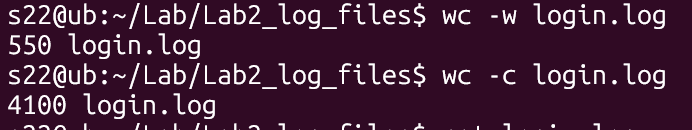 s22@ub:~/Lab/Lab2_log_files$ wc -w login.log
550 login.log
s22@ub:~/Lab/Lab2_log_files$ wc -c login.log
4100 login.log